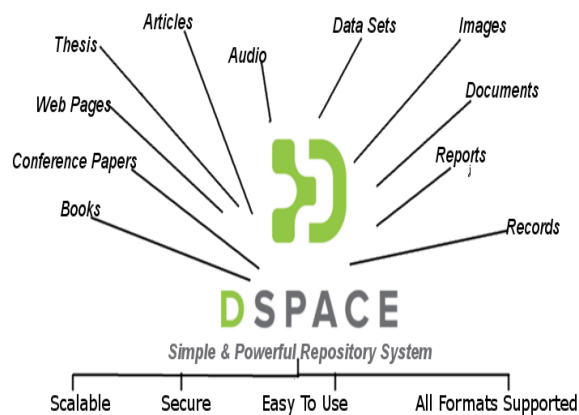 Articles
Data Sets
Images
Thesis
Audio
Web Pages
Documents
Conference Papers
Reports
Books
Records
DSPACE
Simple & Powerful Repository System
Scalable
Secure
Easy To Use
All Formats Supported